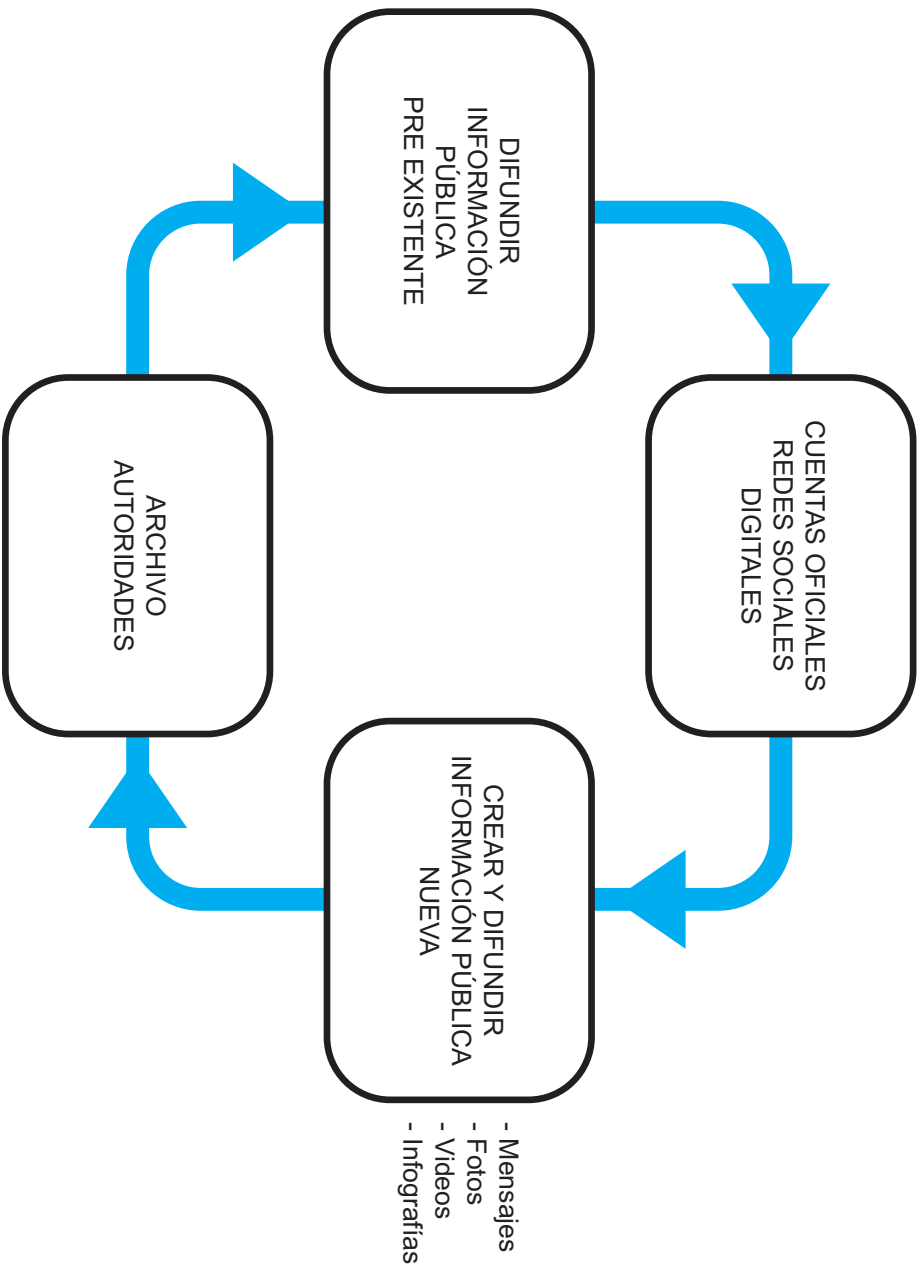 CUENTAS OFICIALES
REDES SOCIALES
DIGITALES
DIFUNDIR
INFORMACIÓN
PÚBLICA
PRE EXISTENTE
CREAR Y DIFUNDIR
INFORMACIÓN PÚBLICA
NUEVA
- Mensajes
- Fotos
- Videos
- Infografías
ARCHIVO
AUTORIDADES